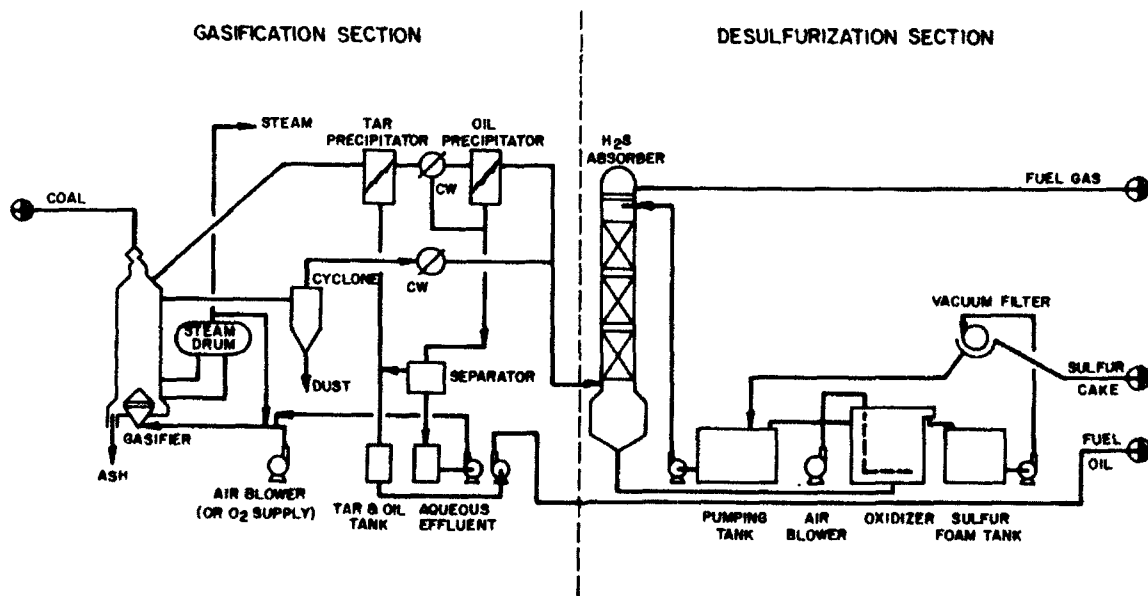 GASIFICATION SECTION
DESULFURIZATION SECTION
STEAM
TAR
PRECIPITATOR
OIL
PRECIPITATOR
H2S
ABSORBER
COAL
FUEL GAS
CW
CYCLONE
CW
STEAM
DRUM
VACUUM FILTER
DUST
SEPARATOR
SULFUR
CAKE
GASIFIER
ASH
FUEL
OIL
AIR BLOWER
(OR O2 SUPPLY)
TAR & OIL
TANK
AQUEOUS
EFFLUENT
PUMPING
TANK
AIR
BLOWER
OXIDIZER
SULFUR
FOAM TANK